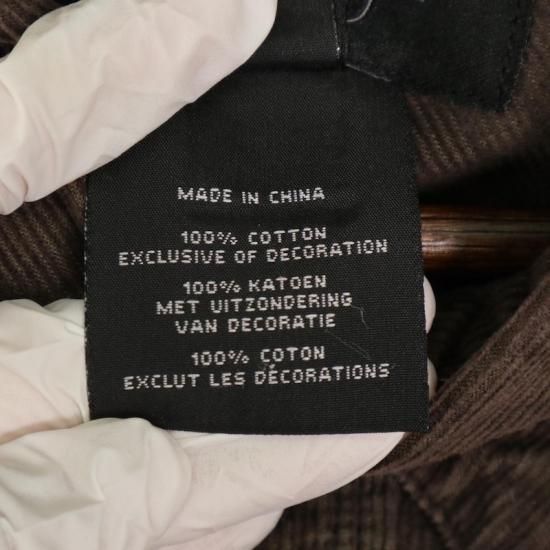 MADE IN CHINA
100% COTTON
EXCLUSIVE OF DECORATION
100% KATOEN
MET UITZONDERING
VAN DECORATIE
100% COTON
EXCLUT LES DÉCORATIONS